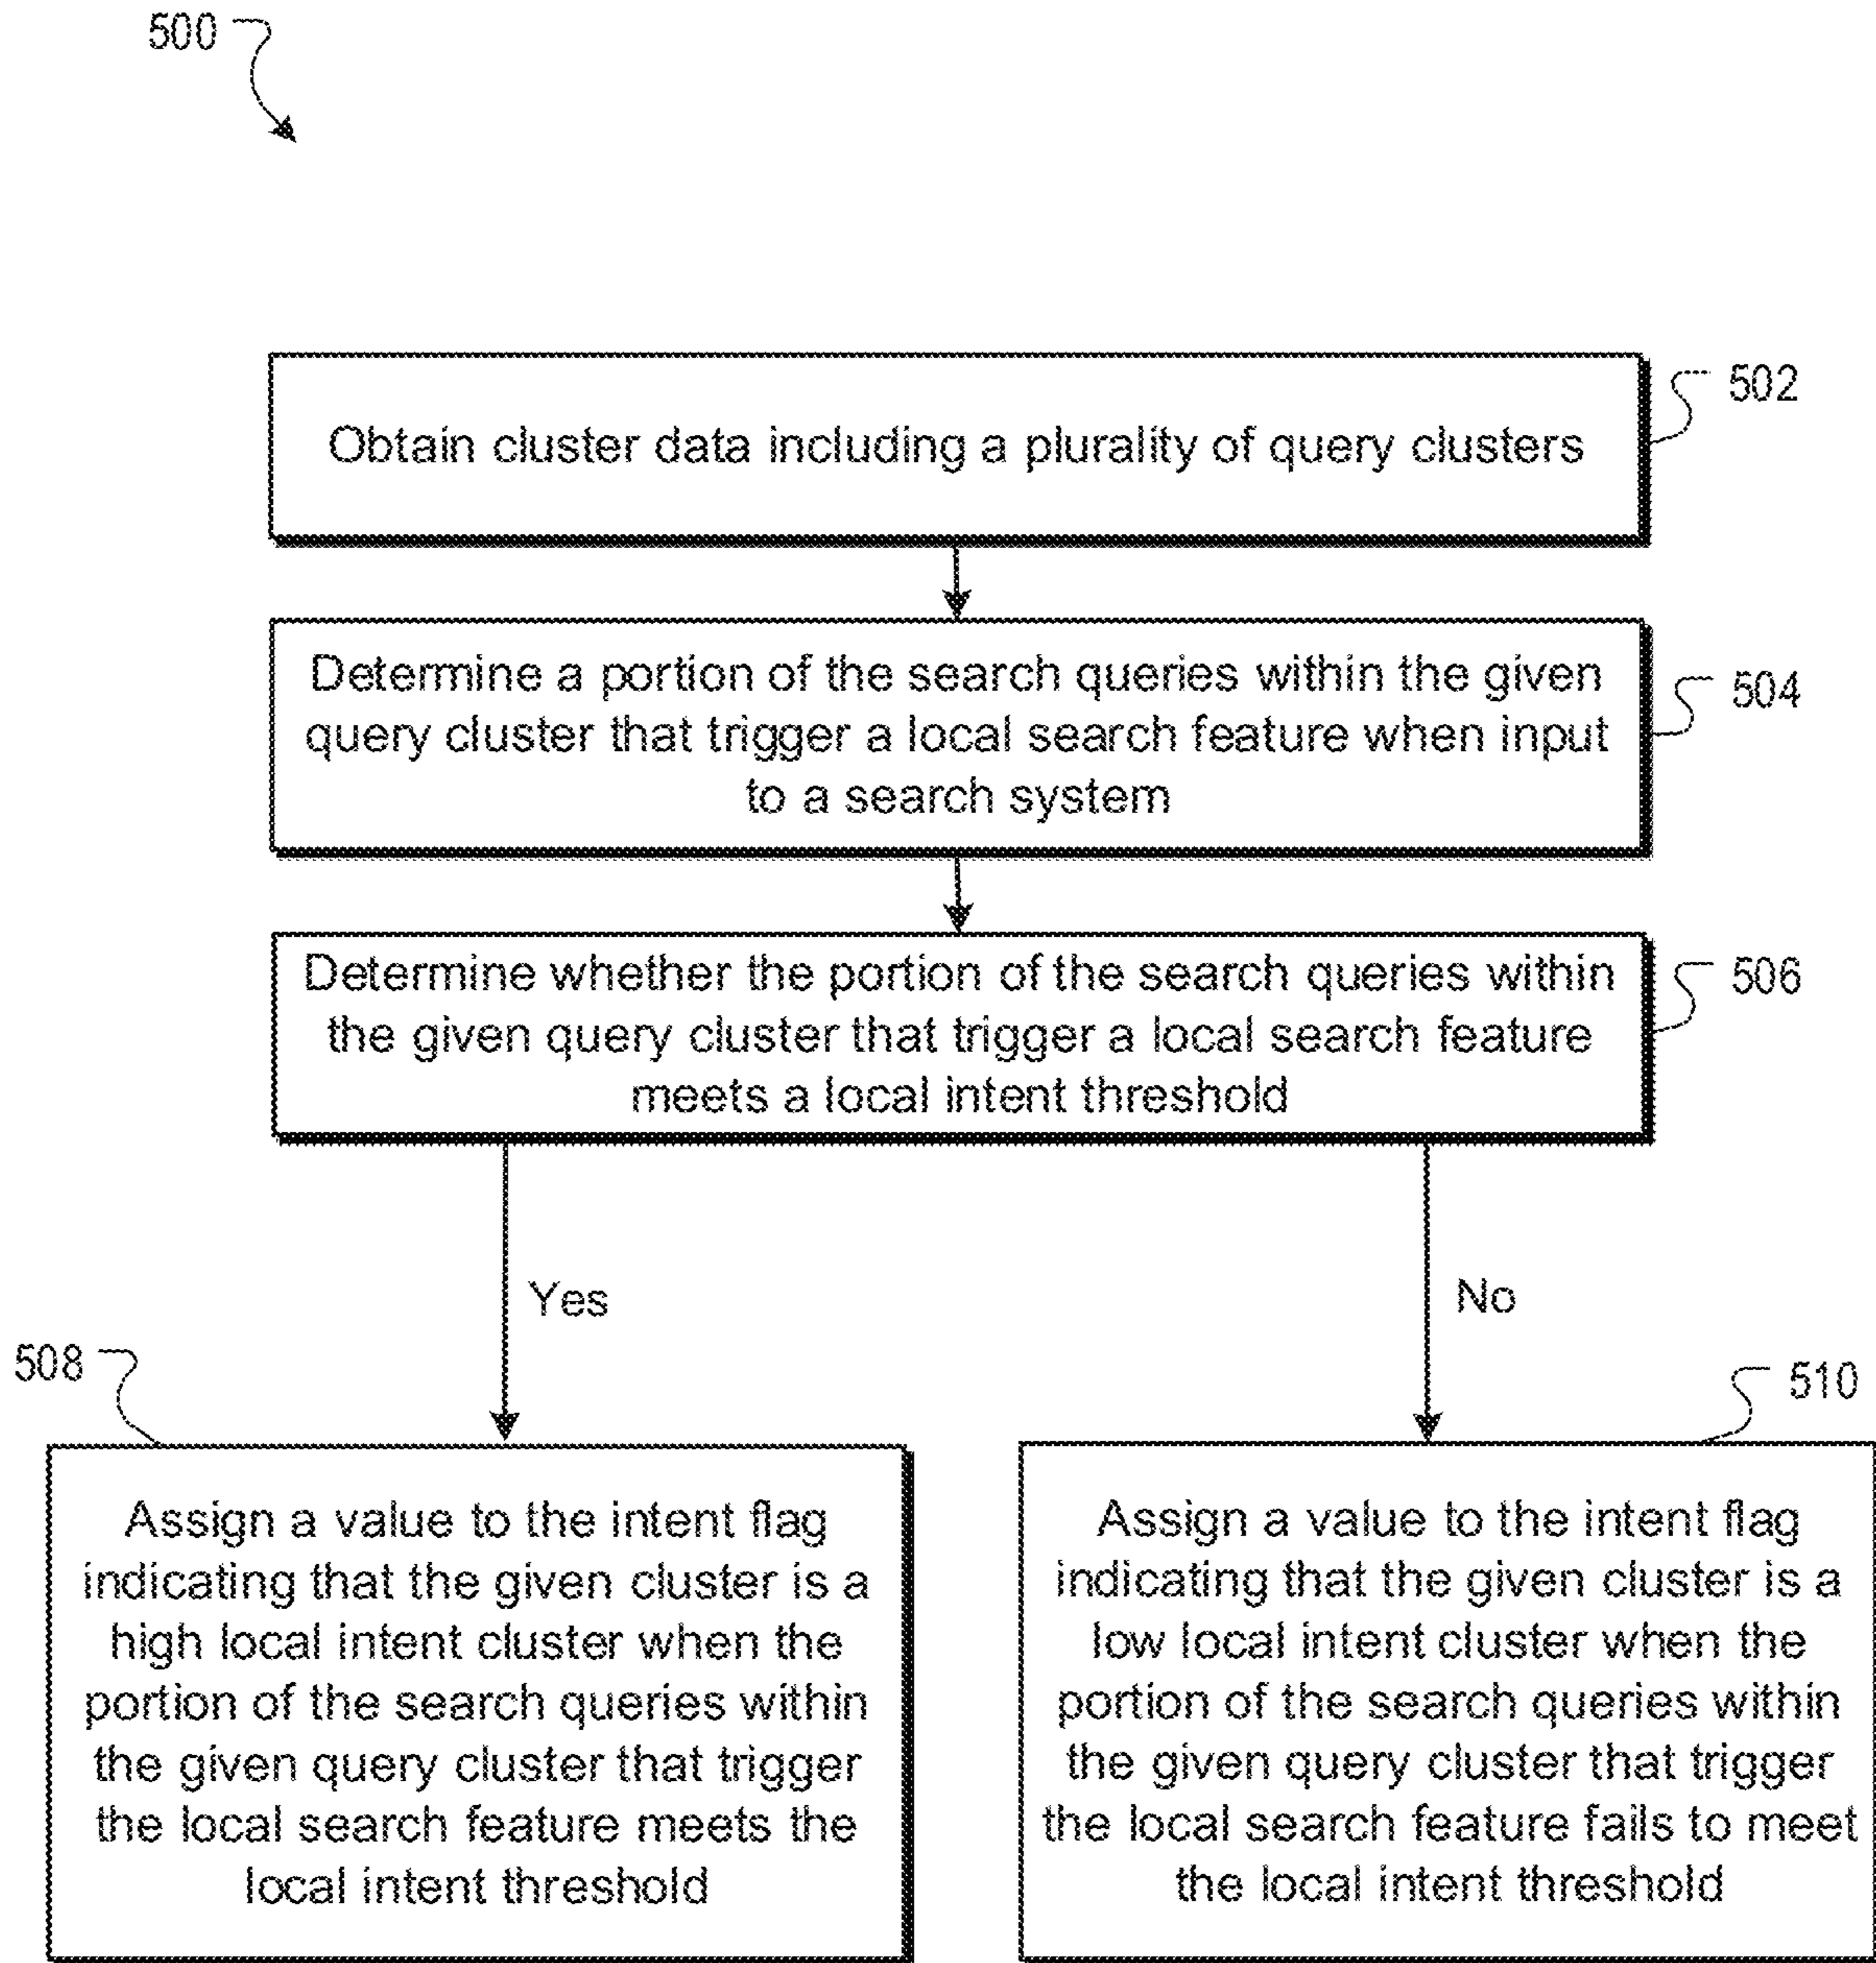 500
Obtain cluster data including a plurality of query clusters
502
Determine a portion of the search queries within the given
query cluster that trigger a local search feature when input
to a search system
504
Determine whether the portion of the search queries within
the given query cluster that trigger a local search feature
meets a local intent threshold
506
Yes
No
508
Assign a value to the intent flag
indicating that the given cluster is a
high local intent cluster when the
portion of the search queries within
the given query cluster that trigger
the local search feature meets the
local intent threshold
510
Assign a value to the intent flag
indicating that the given cluster is a
low local intent cluster when the
portion of the search queries within
the given query cluster that trigger
the local search feature fails to meet
the local intent threshold